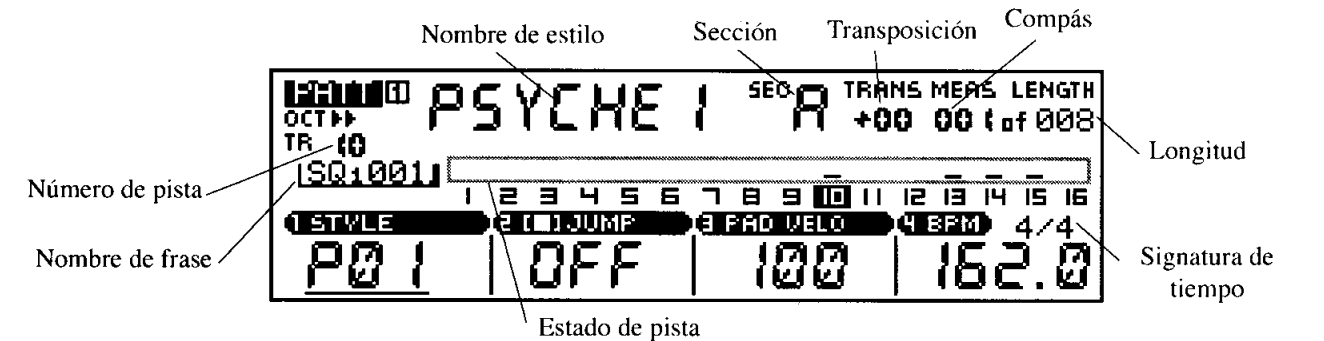 Nombre de estilo
Sección
Transposición
Compás
PATT 1
PSYCHE 1
SEC A
TRANS MEAS LENGTH
OCT
+00 001 of 008
TR 10
Longitud
Número de pista
SQ:001
1 2 3 4 5 6 7 8 9 10 11 12 13 14 15 16
1 STYLE
2 [■] JUMP
3 PAD VELO
4 BPM
4/4
Nombre de frase
P01
OFF
100
162.0
Signatura de
tiempo
Estado de pista